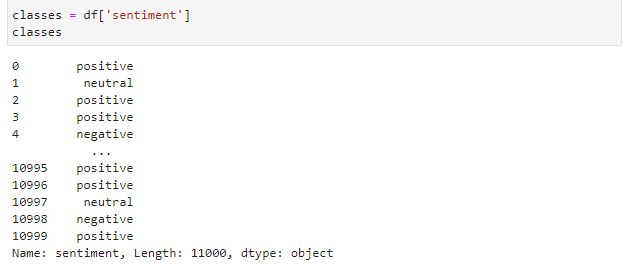 classes = df['sentiment']
classes
0        positive
1         neutral
2        positive
3        positive
4        negative
           ...
10995    positive
10996    positive
10997     neutral
10998    negative
10999    positive
Name: sentiment, Length: 11000, dtype: object